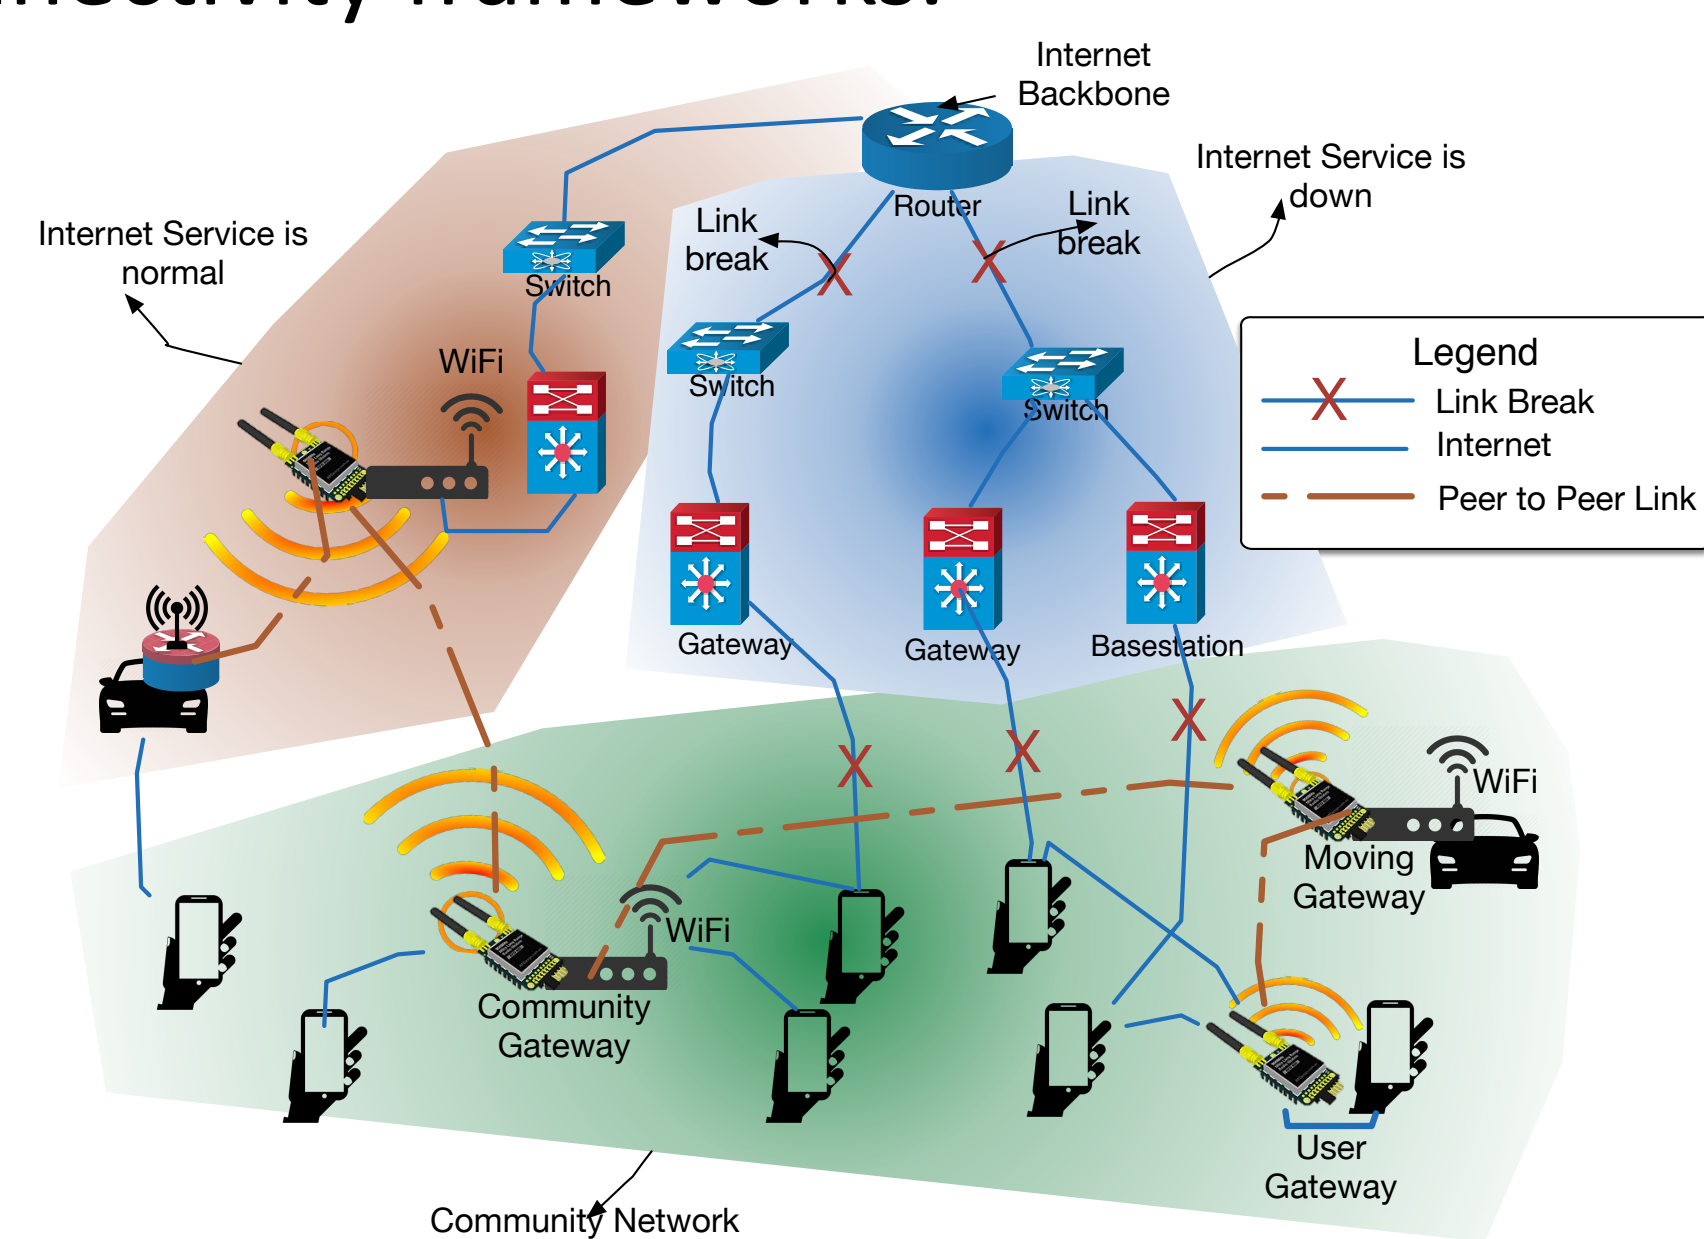 frameworks.
Internet
Backbone
Internet Service is
down
Router
Link
break
Link
break
Internet Service is
normal
Switch
WiFi
Switch
Switch
Legend
Link Break
Internet
Peer to Peer Link
Gateway
Gateway
Basestation
WiFi
Moving
Gateway
WiFi
Community
Gateway
User
Gateway
Community Network